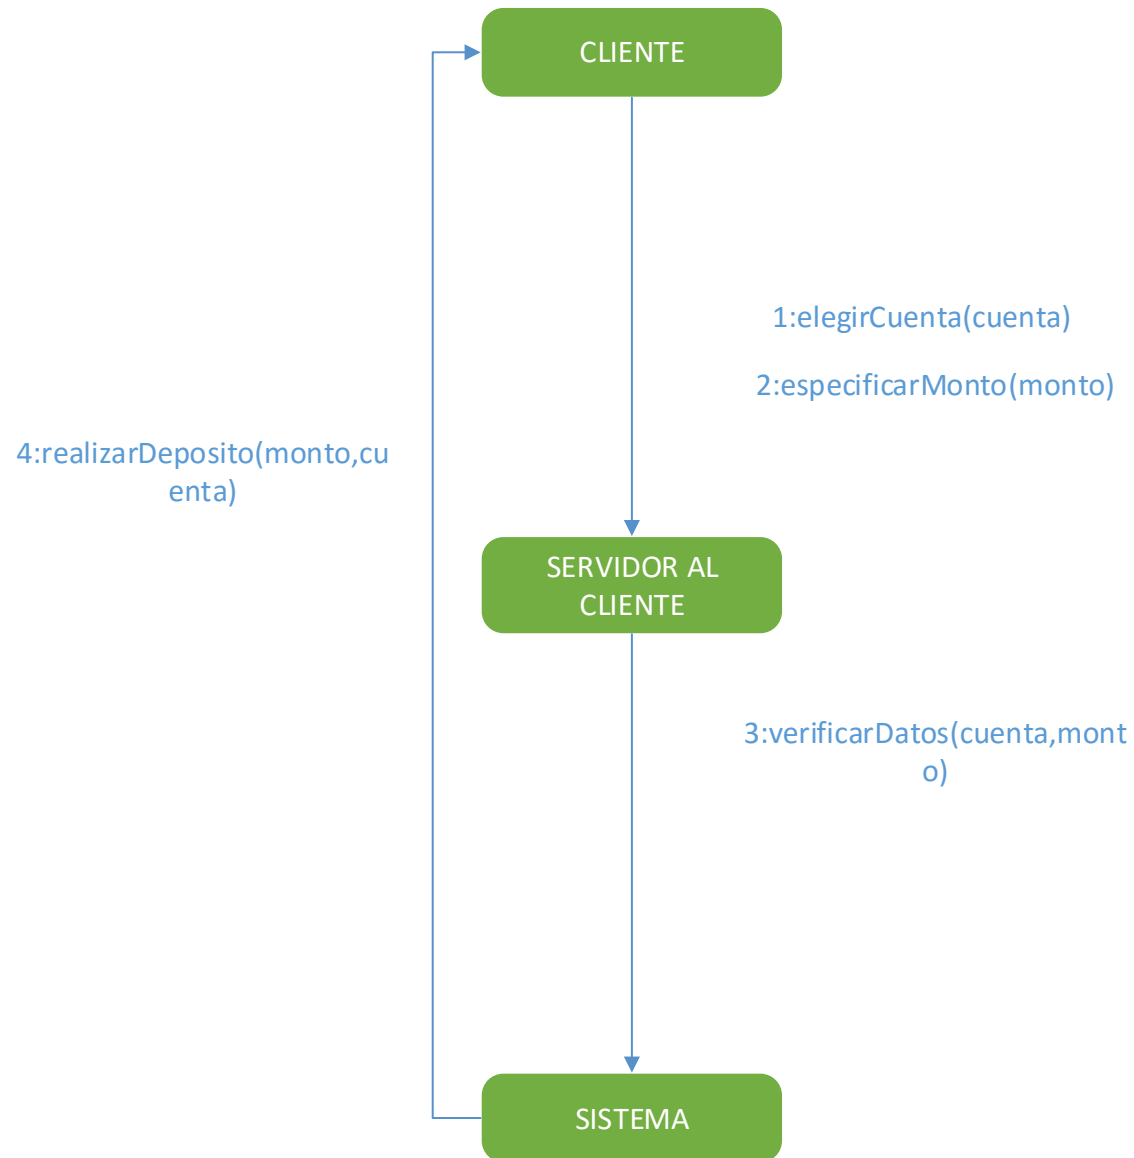 CLIENTE
1:elegirCuenta(cuenta)
2:especificarMonto(monto)
4:realizarDeposito(monto,cu
enta)
SERVIDOR AL
CLIENTE
3:verificarDatos(cuenta,mont
o)
SISTEMA